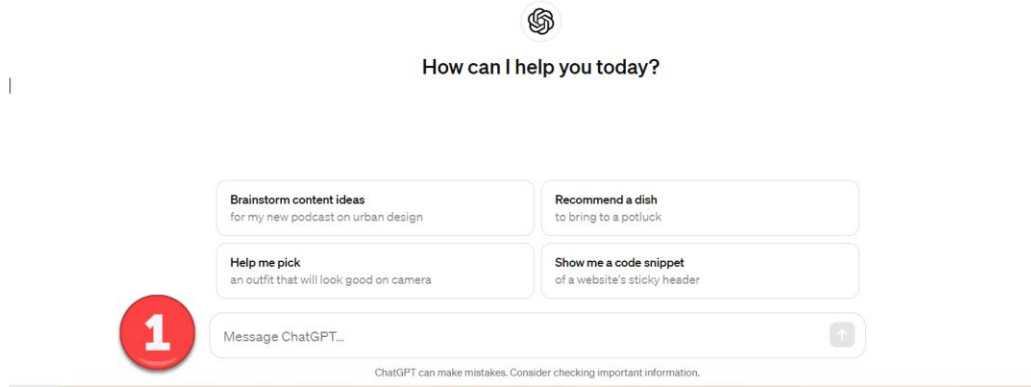 How can I help you today?
Brainstorm content ideas
for my new podcast on urban design
Recommend a dish
to bring to a potluck
Help me pick
an outfit that will look good on camera
Show me a code snippet
of a website's sticky header
1
Message ChatGPT...
ChatGPT can make mistakes. Consider checking important information.